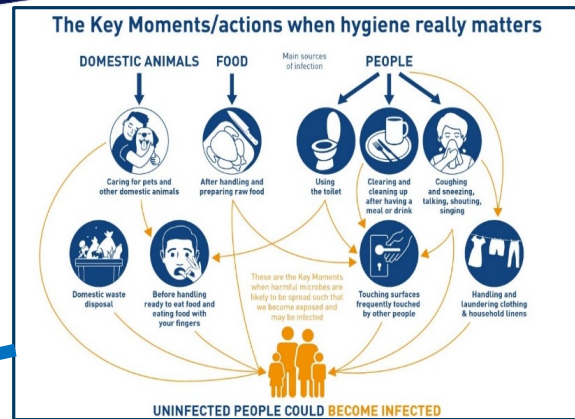 The Key Moments/actions when hygiene really matters
DOMESTIC ANIMALS
FOOD
Main sources
of infection
PEOPLE
Caring for pets and
other domestic animals
After handling and
preparing raw food
Using
the toilet
Clearing and
cleaning up
after having a
meal or drink
Coughing
and sneezing,
talking, shouting,
singing
Domestic waste
disposal
Before handling
ready to eat food and
eating food with
your fingers
These are the Key Moments
when harmful microbes are
likely to be spread such that
we become exposed and
may be infected
Touching surfaces
frequently touched
by other people
Handling and
laundering clothing
& household linens
UNINFECTED PEOPLE COULD BECOME INFECTED